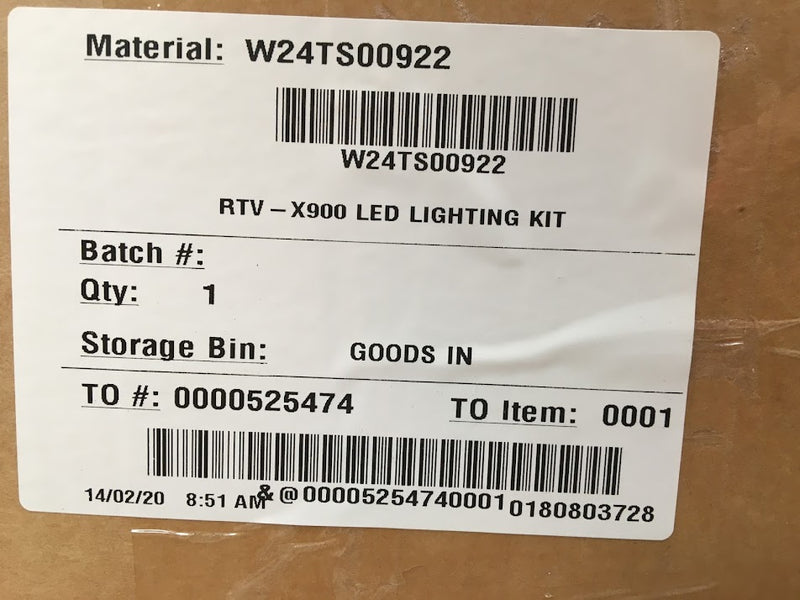 Material: W24TS00922
W24TS00922
RTV - X900 LED LIGHTING KIT
Batch #:
Qty: 1
Storage Bin: GOODS IN
TO #: 0000525474 TO Item: 0001
14/02/20 8:51 AM & @ 00005254740001 0180803728